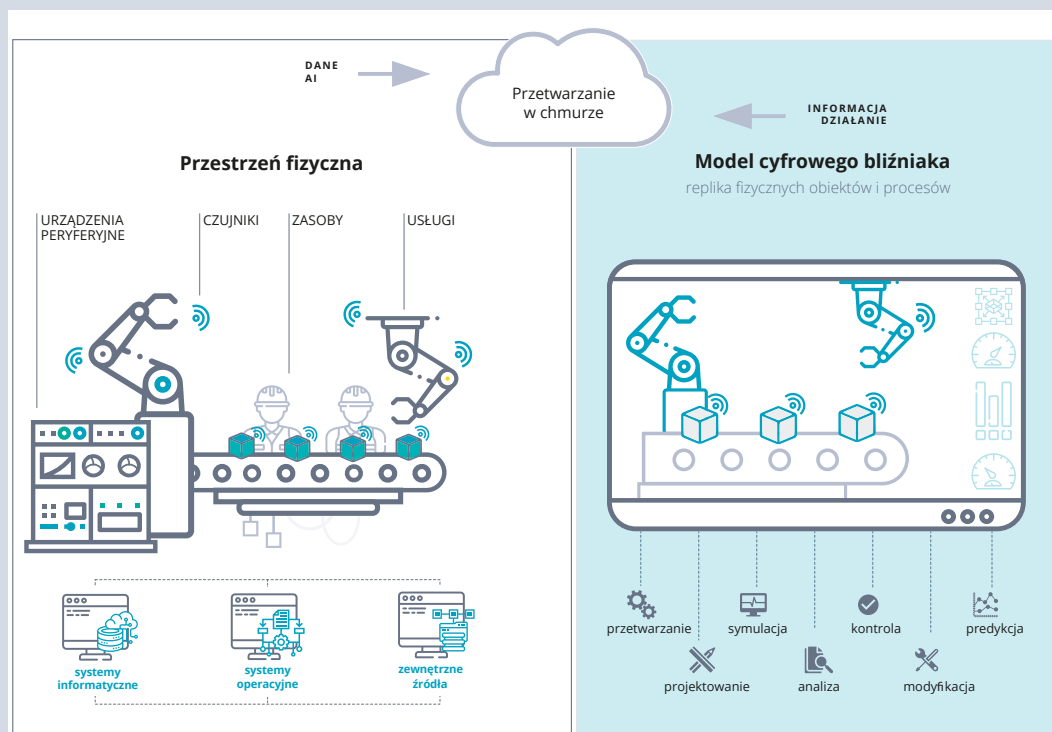 DANE
AI
Przetwarzanie
w chmurze
INFORMACJA
DZIAŁANIE
Przestrzeń fizyczna
Model cyfrowego bliźniaka
replika fizycznych obiektów i procesów
URZĄDZENIA
PERYFERYJNE
CZUJNIKI
ZASOBY
USŁUGI
systemy
informatyczne
systemy
operacyjne
zewnętrzne
źródła
przetwarzanie
symulacja
kontrola
predykcja
projektowanie
analiza
modyfikacja